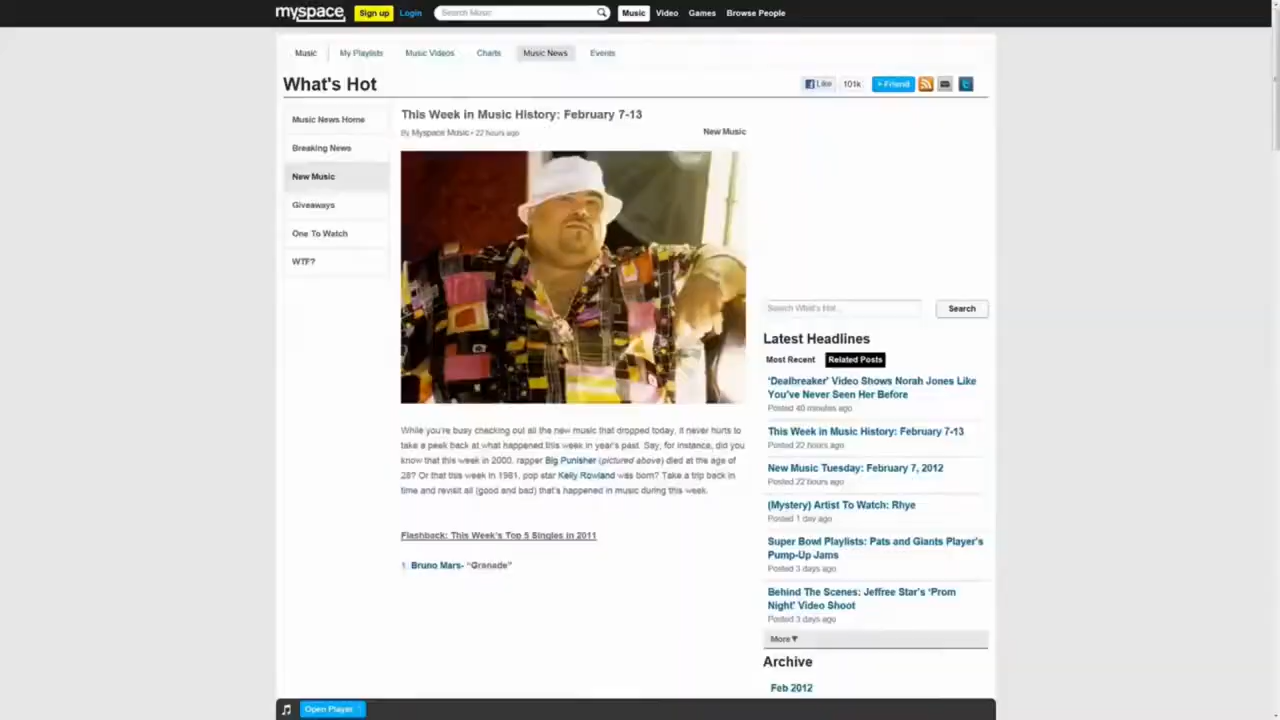 myspace Sign up Login Search Music Music Video Games Browse People
Music My Playlists Music Videos Charts Music News Events
What's Hot
Like 101k + Friend
Music News Home
Breaking News
New Music
Giveaways
One To Watch
WTF?
This Week in Music History: February 7-13
By Myspace Music • 22 hours ago
New Music
While you're busy checking out all the new music that dropped today, it never hurts to
take a peek back at what happened this week in year's past. Say, for instance, did you
know that this week in 2000, rapper Big Punisher (pictured above) died at the age of
28? Or that this week in 1981, pop star Kelly Rowland was born? Take a trip back in
time and revisit all (good and bad) that's happened in music during this week.
Flashback: This Week's Top 5 Singles in 2011
1. Bruno Mars- "Grenade"
Search What's Hot... Search
Latest Headlines
Most Recent Related Posts
'Dealbreaker' Video Shows Norah Jones Like
You've Never Seen Her Before
Posted 40 minutes ago
This Week in Music History: February 7-13
Posted 22 hours ago
New Music Tuesday: February 7, 2012
Posted 22 hours ago
(Mystery) Artist To Watch: Rhye
Posted 1 day ago
Super Bowl Playlists: Pats and Giants Player's
Pump-Up Jams
Posted 3 days ago
Behind The Scenes: Jeffree Star's 'Prom
Night' Video Shoot
Posted 3 days ago
More▼
Archive
Feb 2012
Open Player